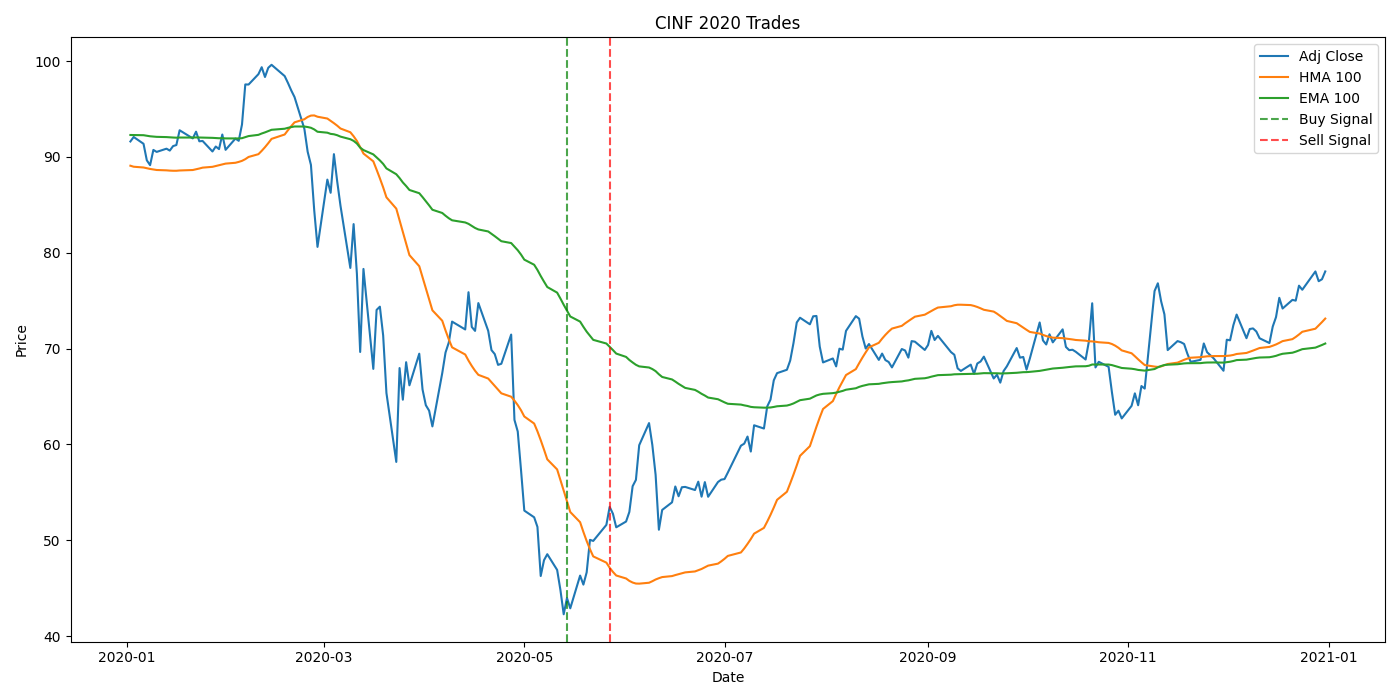 CINF 2020 Trades
Adj Close
HMA 100
EMA 100
Buy Signal
Sell Signal
Price
100
90
80
70
60
50
40
2020-01
2020-03
2020-05
2020-07
2020-09
2020-11
2021-01
Date